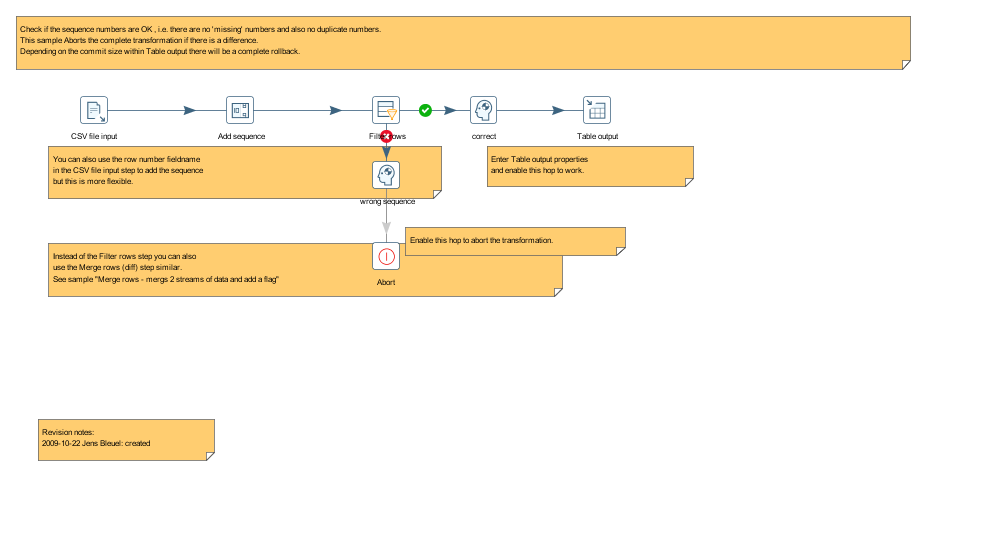 Check if the sequence numbers are OK , i.e. there are no 'missing' numbers and also no duplicate numbers.
This sample Aborts the complete transformation if there is a difference.
Depending on the commit size within Table output there will be a complete rollback.
CSV file input
Add sequence
Filter rows
correct
Table output
You can also use the row number fieldname
in the CSV file input step to add the sequence
but this is more flexible.
Enter Table output properties
and enable this hop to work.
wrong sequence
Enable this hop to abort the transformation.
Instead of the Filter rows step you can also
use the Merge rows (diff) step similar.
See sample "Merge rows - mergs 2 streams of data and add a flag"
Abort
Revision notes:
2009-10-22 Jens Bleuel: created